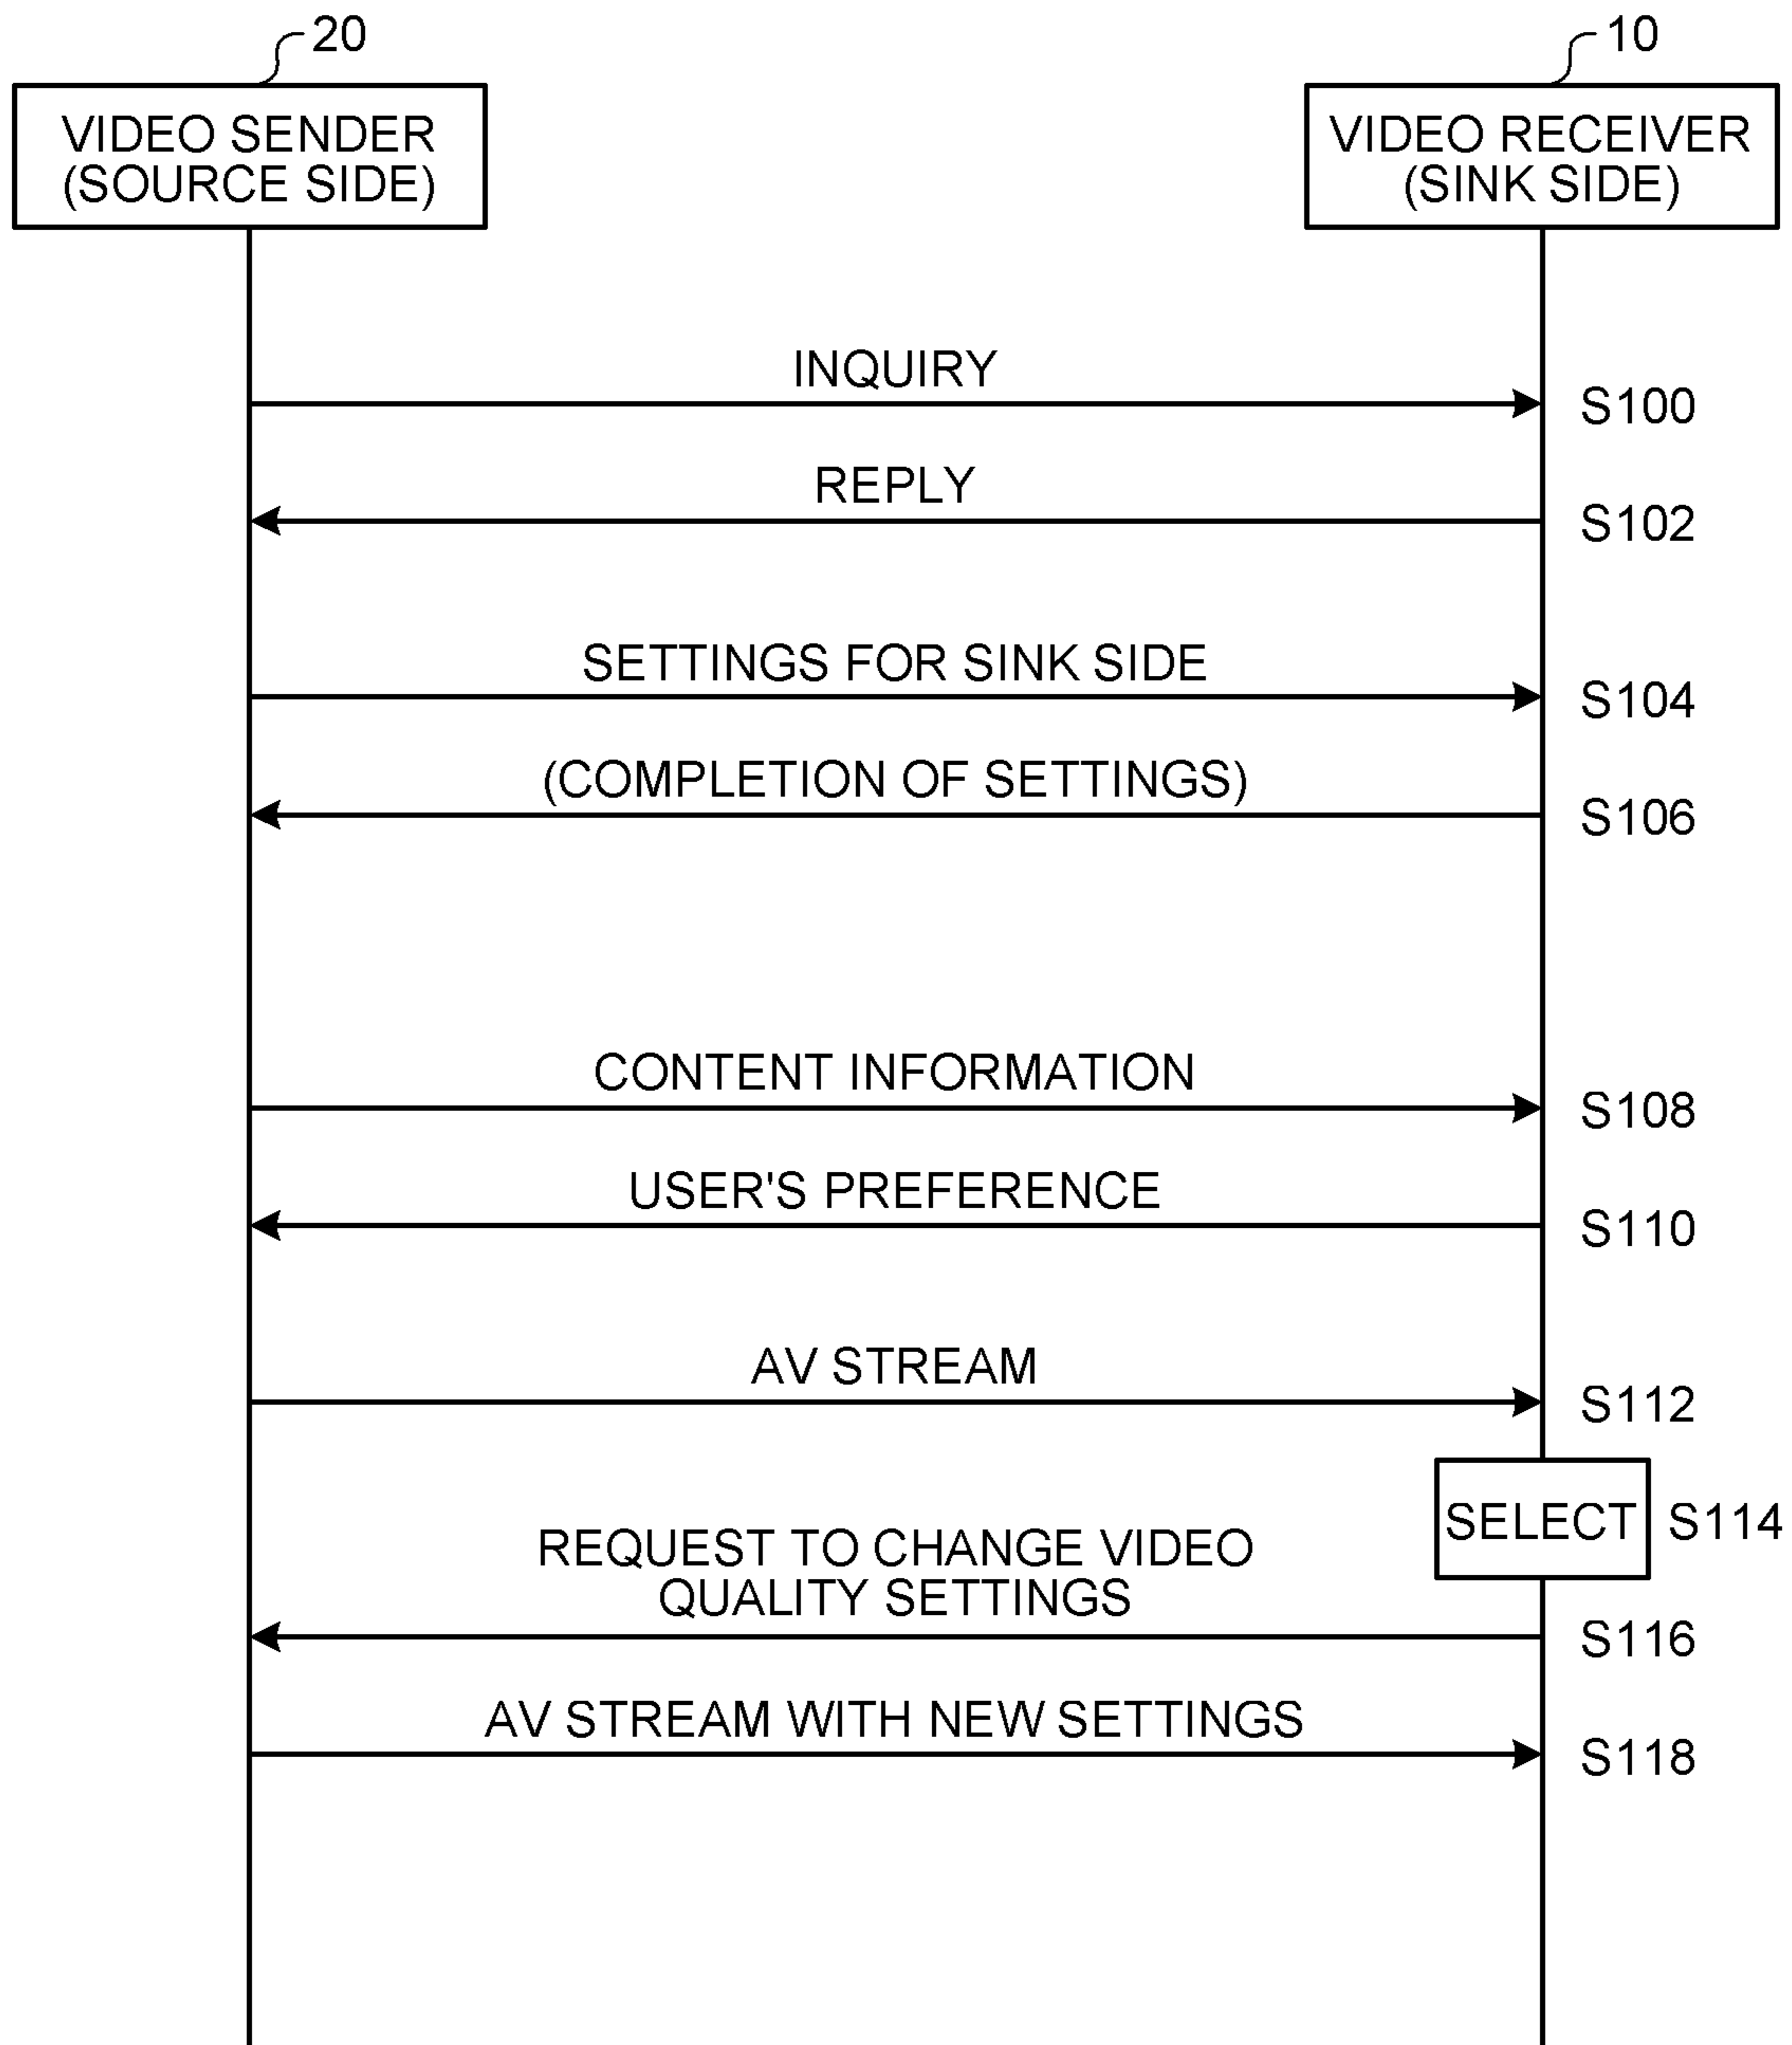 20
10
VIDEO SENDER
(SOURCE SIDE)
VIDEO RECEIVER
(SINK SIDE)
INQUIRY
S100
REPLY
S102
SETTINGS FOR SINK SIDE
S104
(COMPLETION OF SETTINGS)
S106
CONTENT INFORMATION
S108
USER'S PREFERENCE
S110
AV STREAM
S112
SELECT
S114
REQUEST TO CHANGE VIDEO
QUALITY SETTINGS
S116
AV STREAM WITH NEW SETTINGS
S118